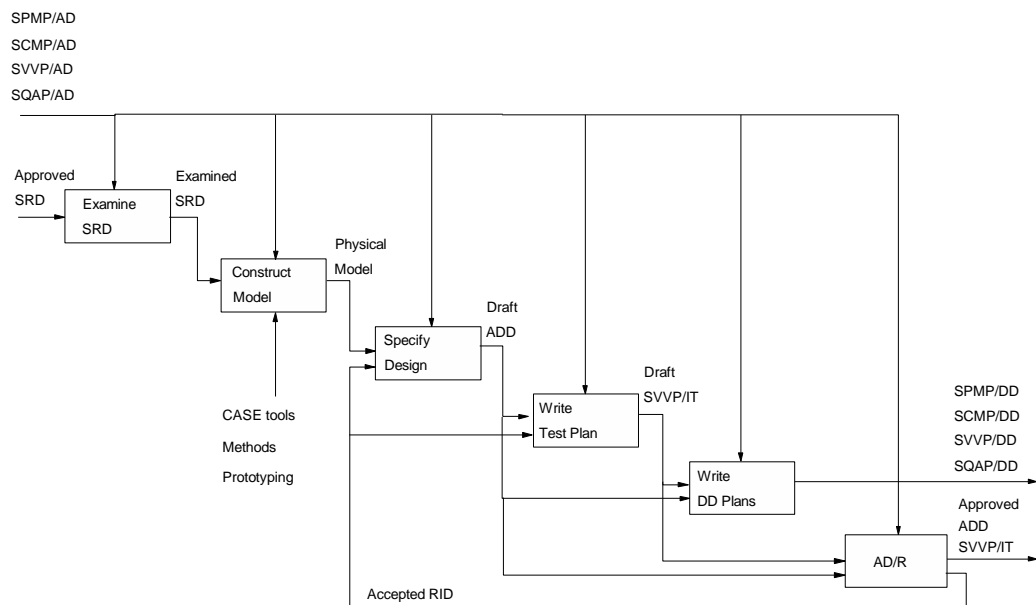 SPMP/AD
SCMP/AD
SVVP/AD
SQAP/AD
Approved
SRD
Examine
SRD
Examined
SRD
Construct
Model
Physical
Model
CASE tools
Methods
Prototyping
Specify
Design
Draft
ADD
Write
Test Plan
Draft
SVVP/IT
Write
DD Plans
SPMP/DD
SCMP/DD
SVVP/DD
SQAP/DD
AD/R
Approved
ADD
SVVP/IT
Accepted RID